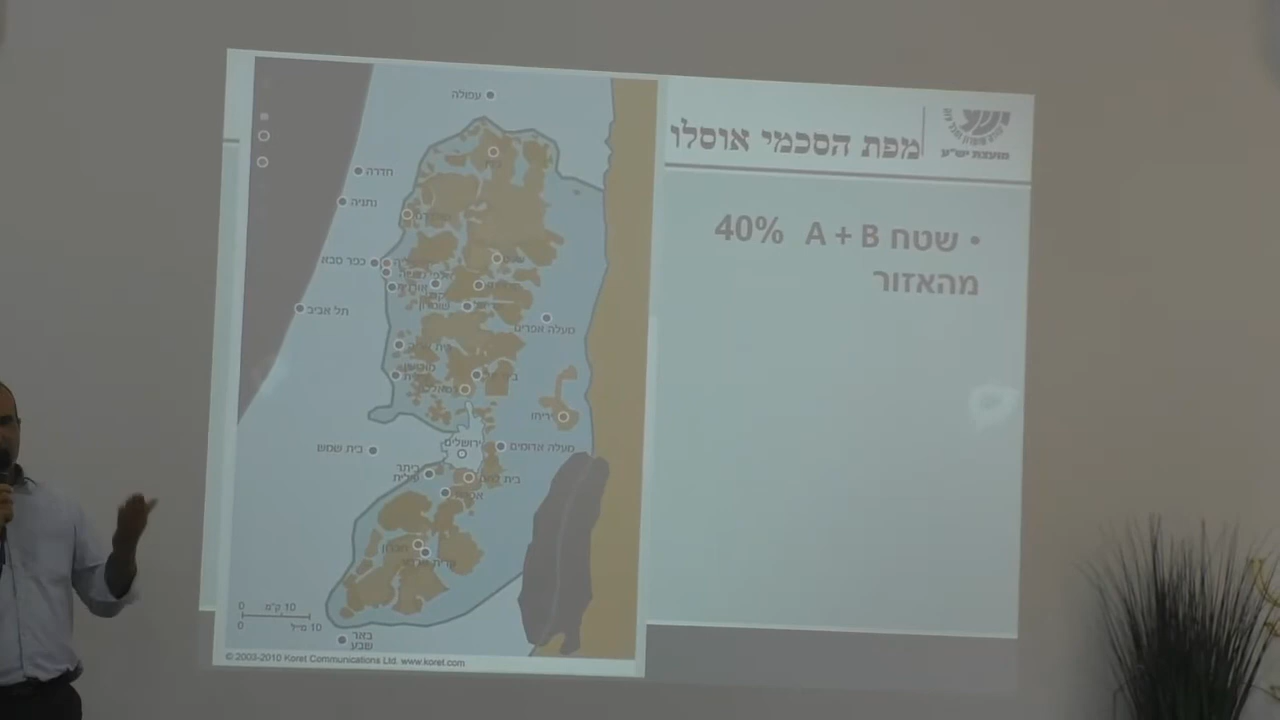 מועצת יש"ע
מפת הסכמי אוסלו
• שטח A + B 40%
מהאזור
עפולה
חדרה
נתניה
כפר סבא
תל אביב
מעלה אפרים
יריחו
ירושלים
מעלה אדומים
בית שמש
ביתר
עילית
חברון
0 10 ק"מ
0 10 מייל
באר
שבע
© 2003-2010 Koret Communications Ltd. www.koret.com